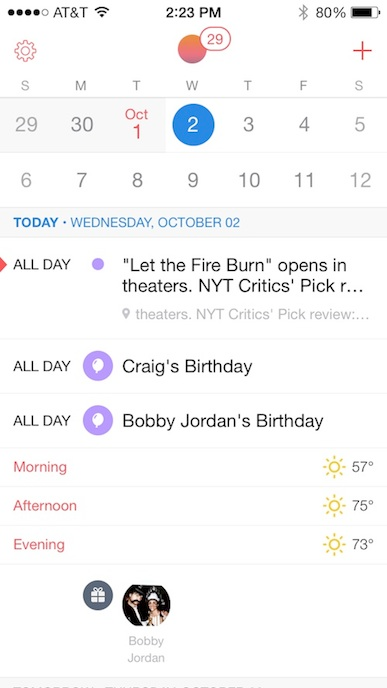 AT&T 2:23 PM 80%
29
S M T W T F S
29 30 Oct 1 2 3 4 5
6 7 8 9 10 11 12
TODAY • WEDNESDAY, OCTOBER 02
ALL DAY "Let the Fire Burn" opens in
theaters. NYT Critics' Pick r...
theaters. NYT Critics' Pick review:...
ALL DAY Craig's Birthday
ALL DAY Bobby Jordan's Birthday
Morning 57°
Afternoon 75°
Evening 73°
Bobby
Jordan